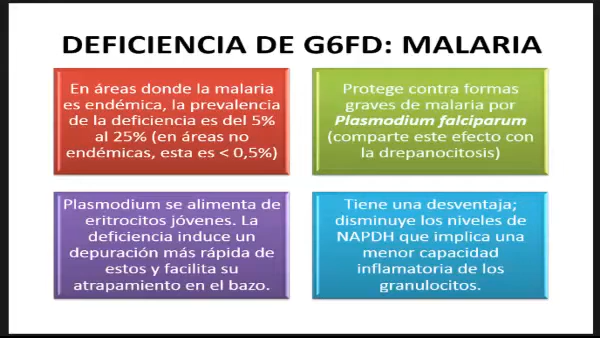 DEFICIENCIA DE G6FD: MALARIA
En áreas donde la malaria
es endémica, la prevalencia
de la deficiencia es del 5%
al 25% (en áreas no
endémicas, esta es < 0,5%)
Protege contra formas
graves de malaria por
Plasmodium falciparum
(comparte este efecto con
la drepanocitosis)
Plasmodium se alimenta de
eritrocitos jóvenes. La
deficiencia induce un
depuración más rápida de
estos y facilita su
atrapamiento en el bazo.
Tiene una desventaja;
disminuye los niveles de
NAPDH que implica una
menor capacidad
inflamatoria de los
granulocitos.